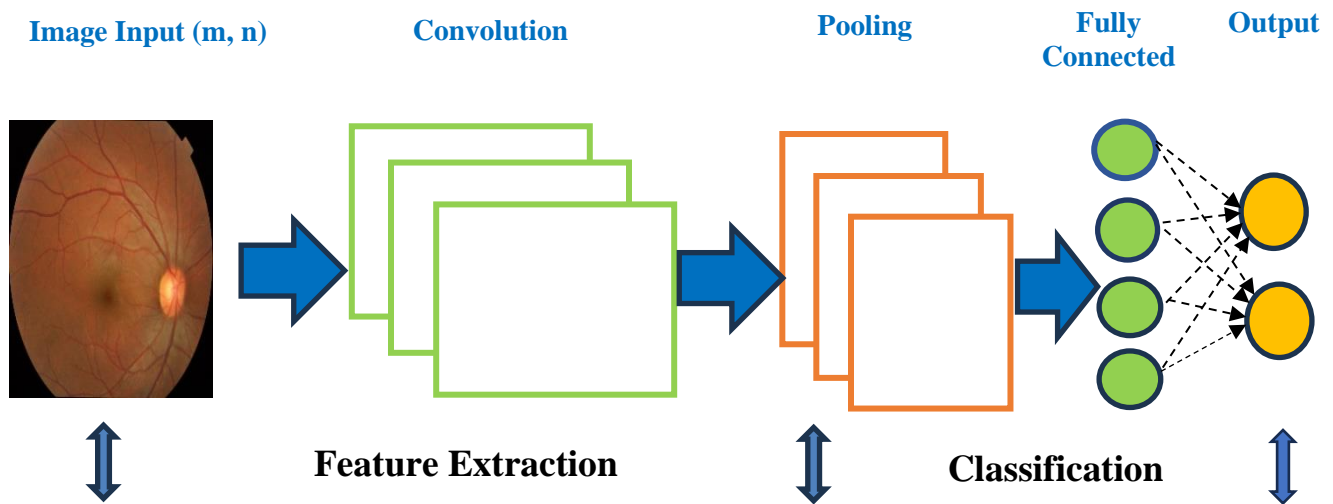 Image Input (m, n)
Convolution
Pooling
Fully
Connected
Output
Feature Extraction
Classification